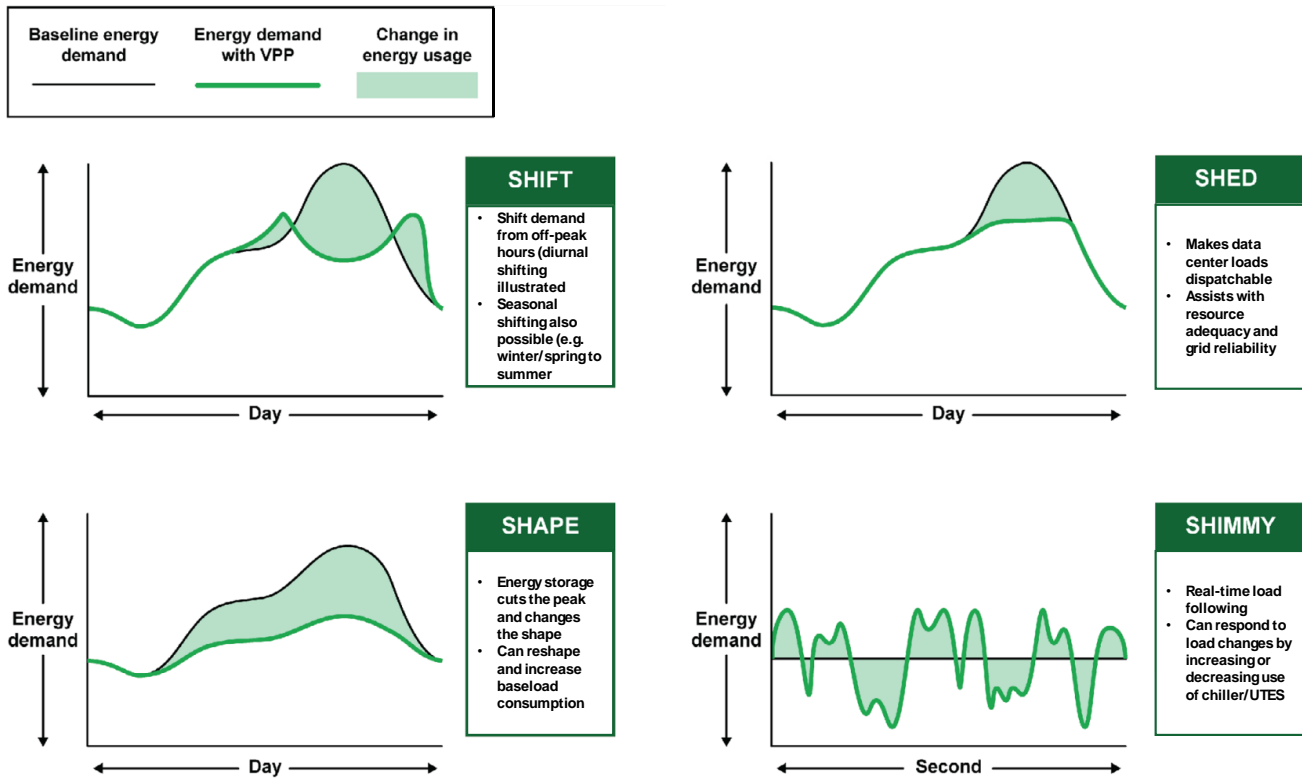 Baseline energy
demand
Energy demand
with VPP
Change in
energy usage
Energy
demand
Day
SHIFT
• Shift demand
from off-peak
hours (diurnal
shifting
illustrated
• Seasonal
shifting also
possible (e.g.
winter/spring to
summer
Energy
demand
Day
SHED
• Makes data
center loads
dispatchable
• Assists with
resource
adequacy and
grid reliability
Energy
demand
Day
SHAPE
• Energy storage
cuts the peak
and changes
the shape
• Can reshape
and increase
baseload
consumption
Energy
demand
Second
SHIMMY
• Real-time load
following
• Can respond to
load changes by
increasing or
decreasing use
of chiller/UTES